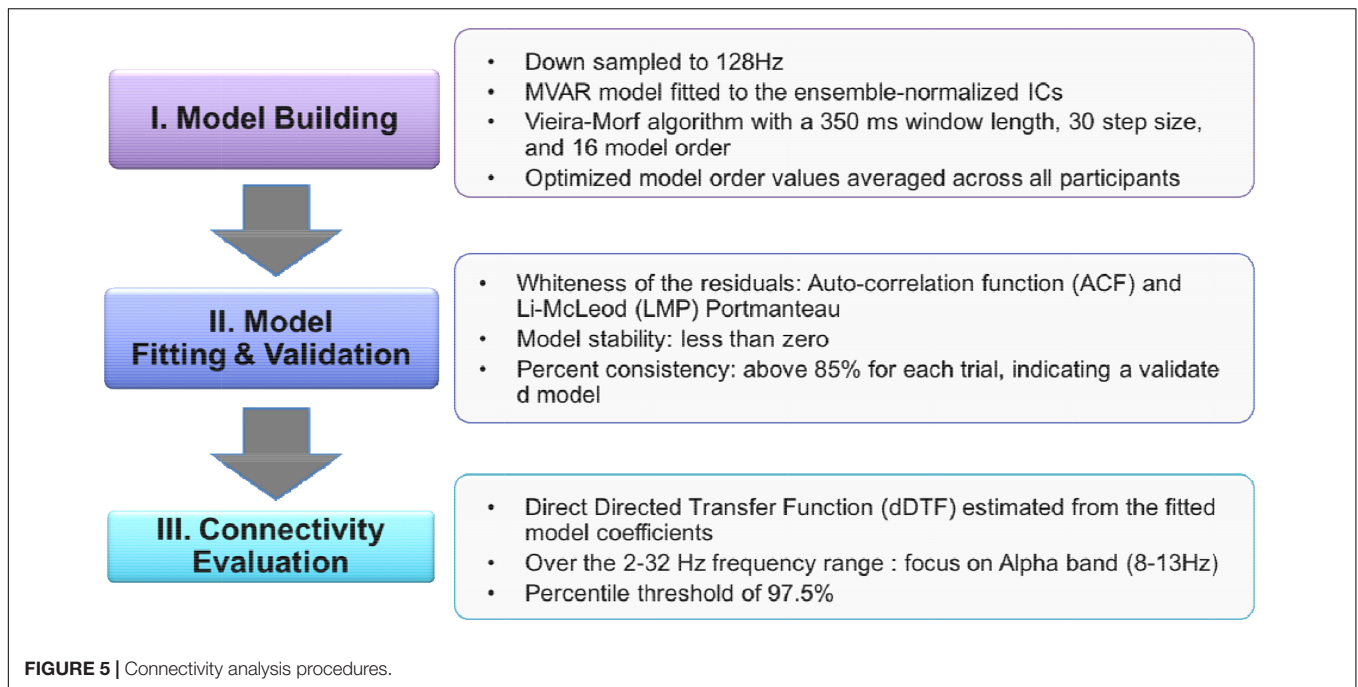 I. Model Building
• Down sampled to 128Hz
• MVAR model fitted to the ensemble-normalized ICs
• Vieira-Morf algorithm with a 350 ms window length, 30 step size,
and 16 model order
• Optimized model order values averaged across all participants
II. Model
Fitting & Validation
• Whiteness of the residuals: Auto-correlation function (ACF) and
Li-McLeod (LMP) Portmanteau
• Model stability: less than zero
• Percent consistency: above 85% for each trial, indicating a validate
d model
III. Connectivity
Evaluation
• Direct Directed Transfer Function (dDTF) estimated from the fitted
model coefficients
• Over the 2-32 Hz frequency range : focus on Alpha band (8-13Hz)
• Percentile threshold of 97.5%
FIGURE 5 | Connectivity analysis procedures.